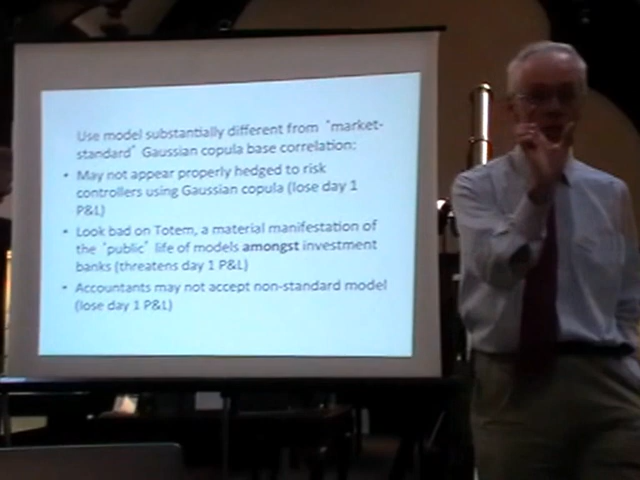 Use model substantially different from 'market-
standard' Gaussian copula base correlation:
• May not appear properly hedged to risk
controllers using Gaussian copula (lose day 1
P&L)
• Look bad on Totem, a material manifestation of
the 'public' life of models amongst investment
banks (threatens day 1 P&L)
• Accountants may not accept non-standard model
(lose day 1 P&L)